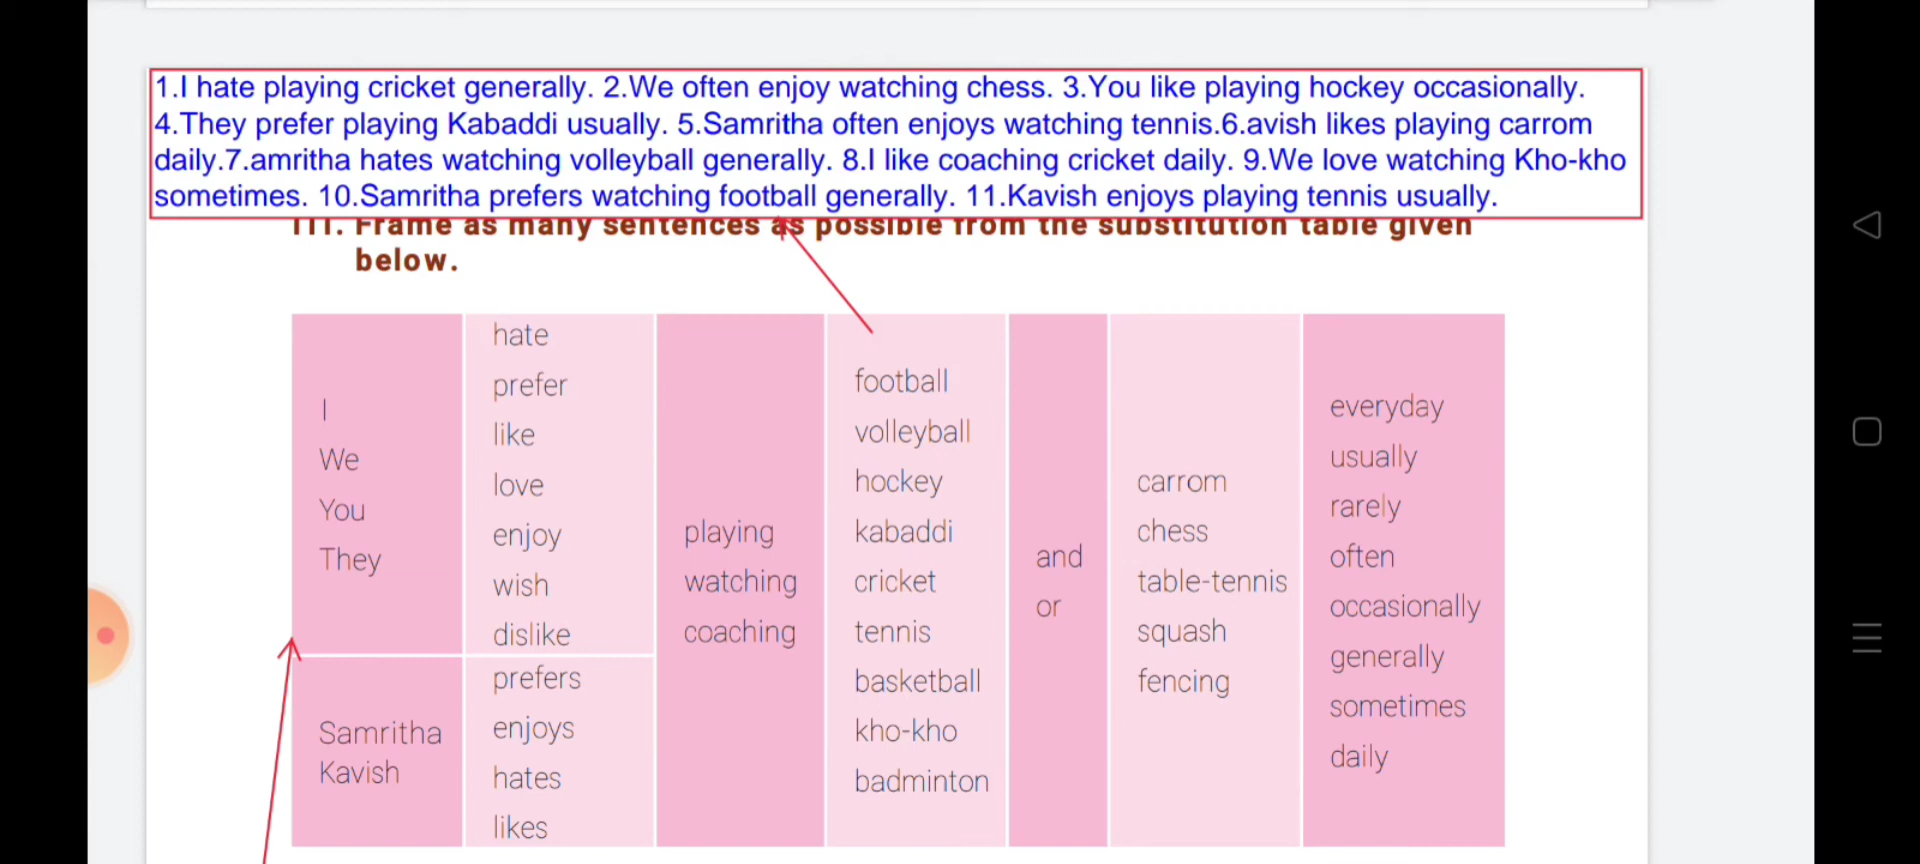 1.I hate playing cricket generally. 2.We often enjoy watching chess. 3.You like playing hockey occasionally.
4.They prefer playing Kabaddi usually. 5.Samritha often enjoys watching tennis.6.avish likes playing carrom
daily.7.amritha hates watching volleyball generally. 8.I like coaching cricket daily. 9.We love watching Kho-kho
sometimes. 10.Samritha prefers watching football generally. 11.Kavish enjoys playing tennis usually.
III. Frame as many sentences as possible from the substitution table given
below.
I
We
You
They
Samritha
Kavish
hate
prefer
like
love
enjoy
wish
dislike
prefers
enjoys
hates
likes
playing
watching
coaching
football
volleyball
hockey
kabaddi
cricket
tennis
basketball
kho-kho
badminton
and
or
carrom
chess
table-tennis
squash
fencing
everyday
usually
rarely
often
occasionally
generally
sometimes
daily